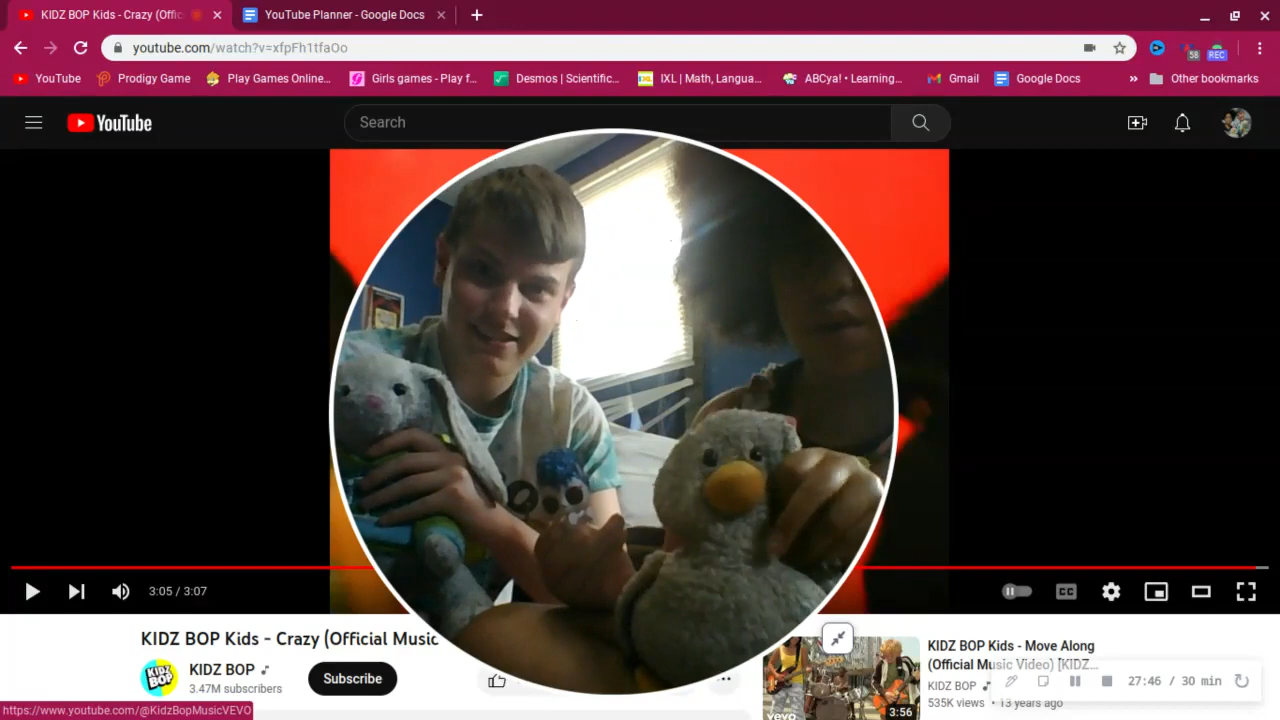 KIDZ BOP Kids - Crazy (Offic
YouTube Planner - Google Docs
youtube.com/watch?v=xfpFh1tfaOo
58
REC
YouTube
Prodigy Game
Play Games Online...
Girls games - Play f...
Desmos | Scientific...
IXL | Math, Langua...
ABCya! • Learning...
Gmail
Google Docs
»
Other bookmarks
YouTube
Search
3:05 / 3:07
CC
KIDZ BOP Kids - Crazy (Official Music
KIDZ BOP
KIDZ BOP
3.47M subscribers
Subscribe
vevo
3:56
KIDZ BOP Kids - Move Along
(Official Music Video) [KIDZ...
KIDZ BOP
535K views • 13 years ago
27:46 / 30 min
https://www.youtube.com/@KidzBopMusicVEVO